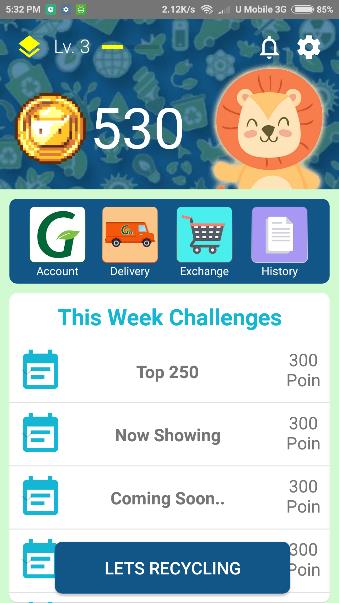 5:32 PM 2.12K/s U Mobile 3G 85%
Lv. 3
530
Account Delivery Exchange History
This Week Challenges
Top 250 300 Poin
Now Showing 300 Poin
Coming Soon.. 300 Poin
300 Poin
LETS RECYCLING